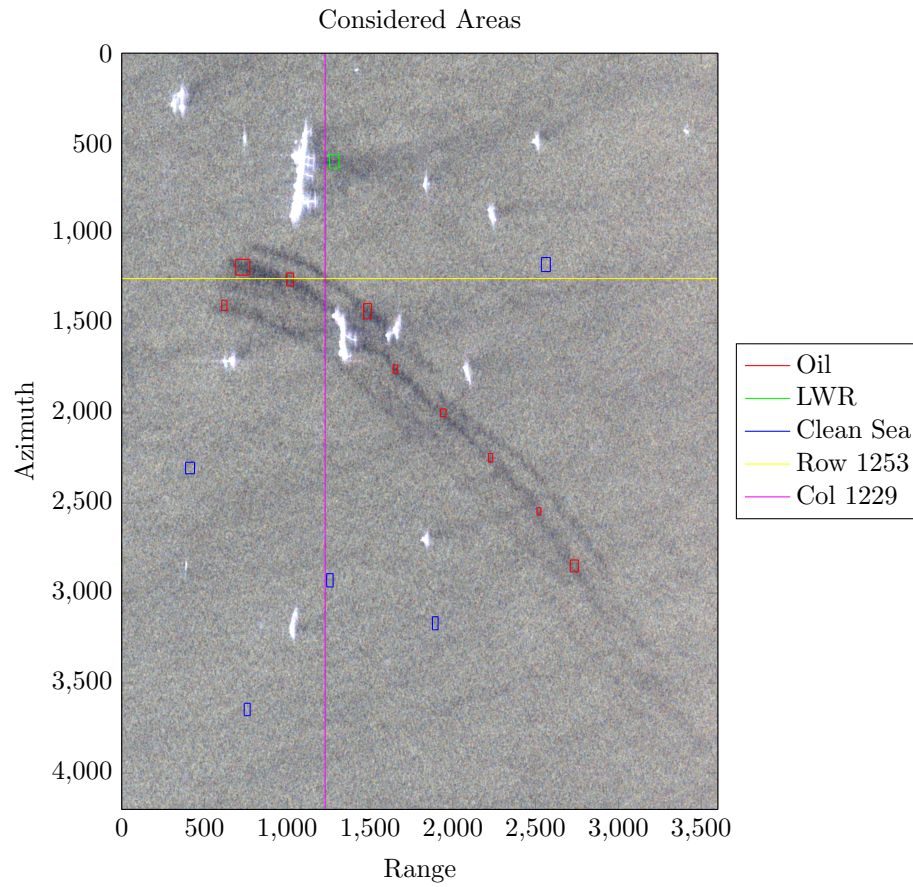 Considered Areas
0
500
1,000
1,500
2,000
2,500
3,000
3,500
4,000
Azimuth
0 500 1,000 1,500 2,000 2,500 3,000 3,500
Range
Oil
LWR
Clean Sea
Row 1253
Col 1229